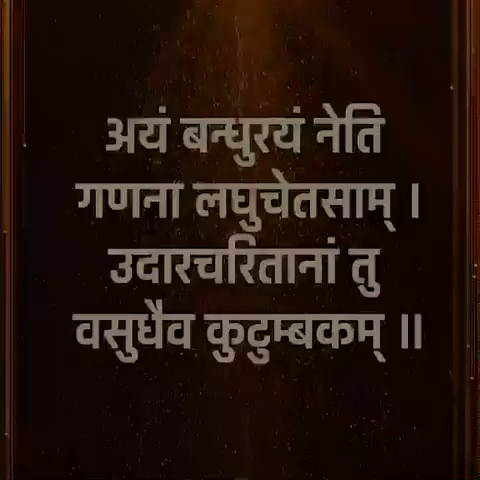 अयं बन्धुरयं नेति
गणना लघुचेतसाम् ।
उदारचरितानां तु
वसुधैव कुटुम्बकम् ॥